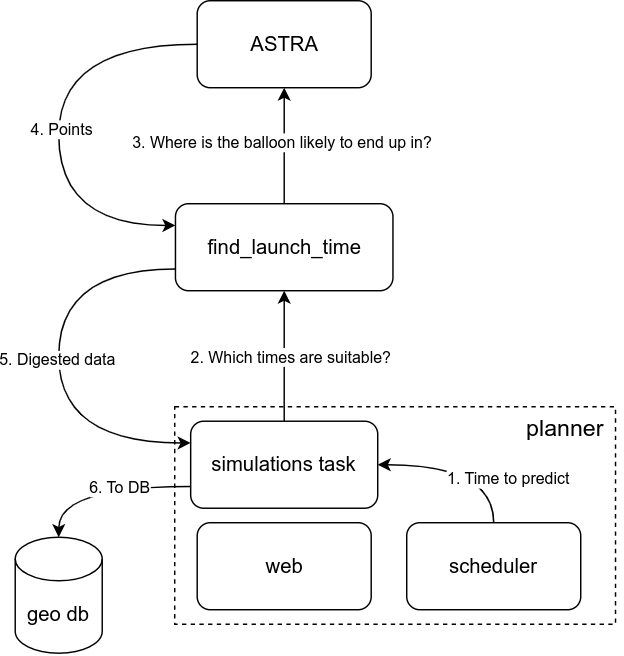 ASTRA
4. Points
3. Where is the balloon likely to end up in?
find_launch_time
5. Digested data
2. Which times are suitable?
planner
simulations task
1. Time to predict
6. To DB
web
scheduler
geo db